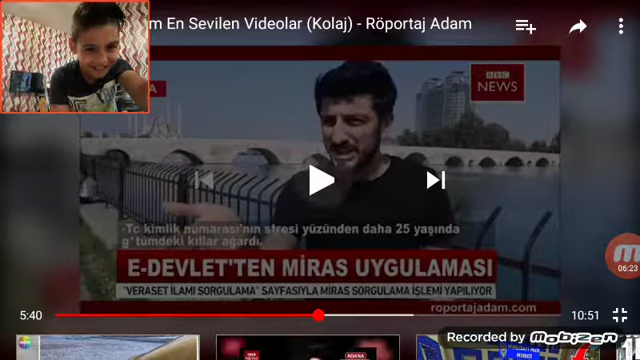 m En Sevilen Videolar (Kolaj) - Röportaj Adam
BBC
NEWS
-Tc kimlik numarası'nın stresi yüzünden daha 25 yaşında
g*tümdeki kıllar ağardı.
E-DEVLET'TEN MİRAS UYGULAMASI
"VERASET İLAMI SORGULAMA" SAYFASIYLA MİRAS SORGULAMA İŞLEMİ YAPILIYOR
roportajadam.com
06:23
5:40
10:51
Recorded by Mobizen
ADANA